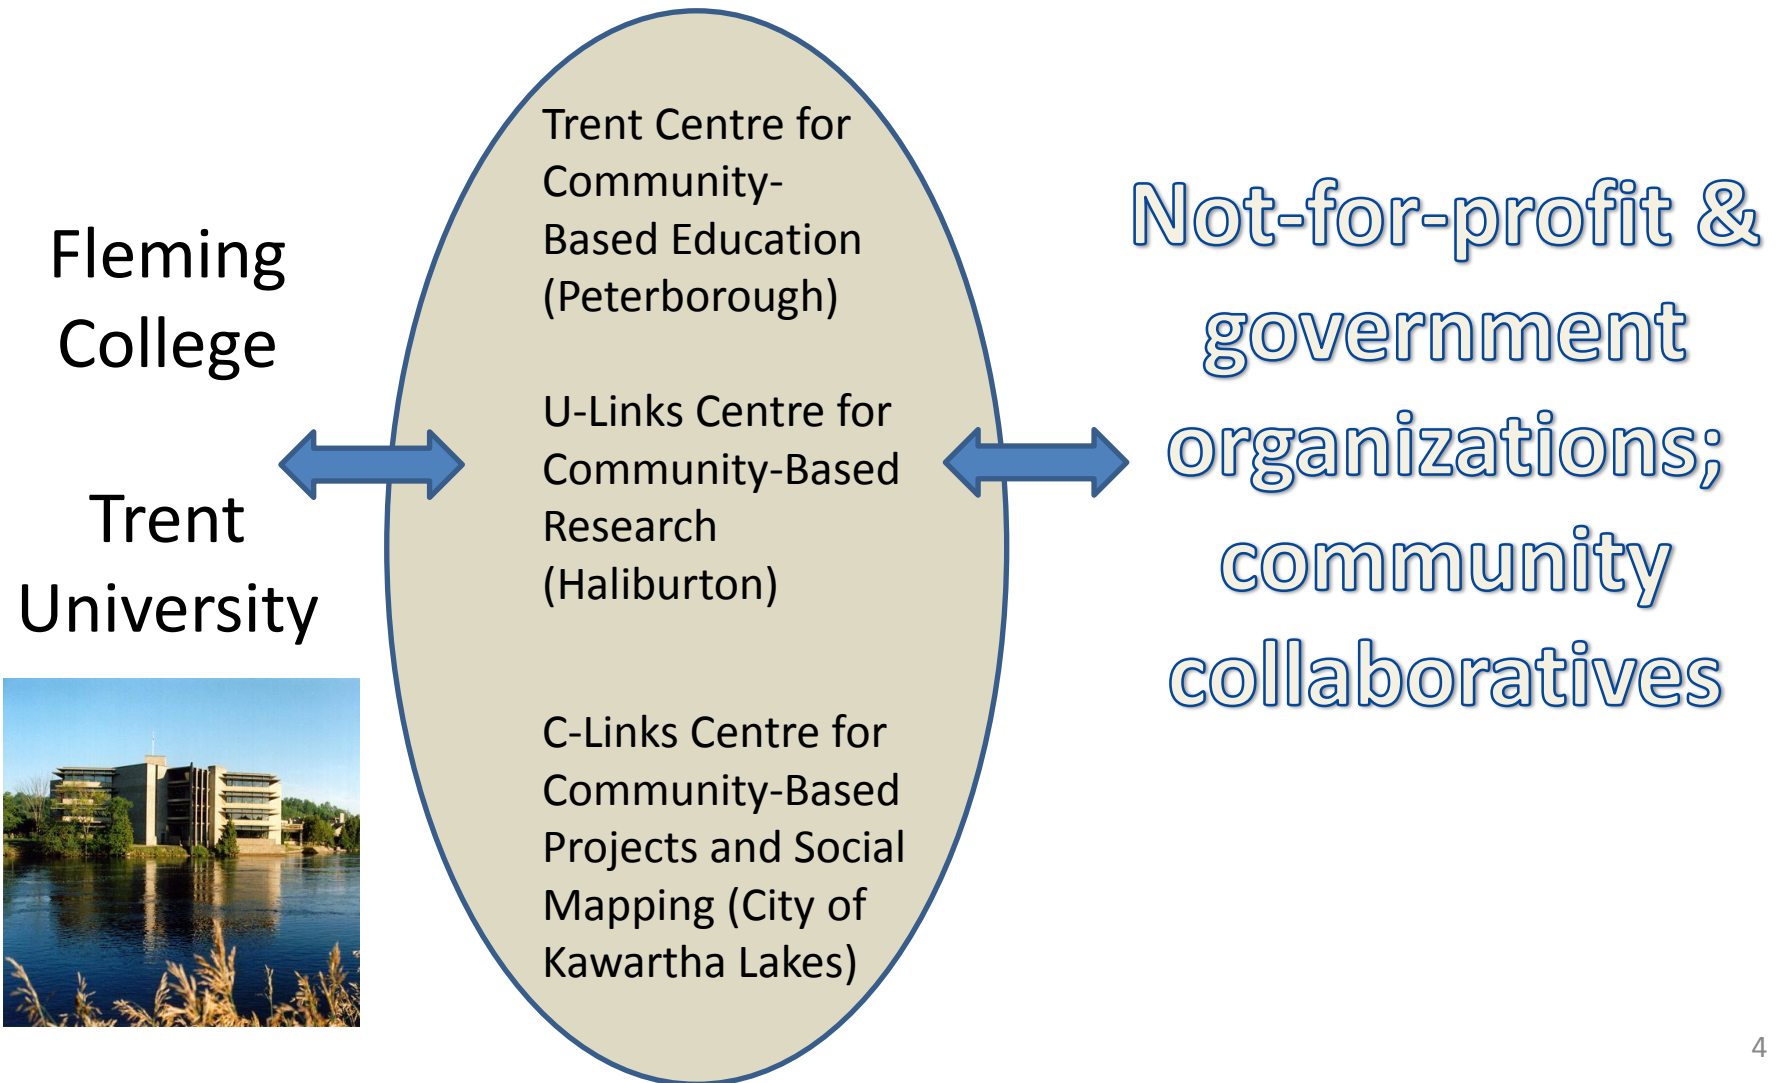 Fleming
College
Trent
University
Trent Centre for
Community-
Based Education
(Peterborough)
U-Links Centre for
Community-Based
Research
(Haliburton)
C-Links Centre for
Community-Based
Projects and Social
Mapping (City of
Kawartha Lakes)
Not-for-profit &
government
organizations;
community
collaboratives
4